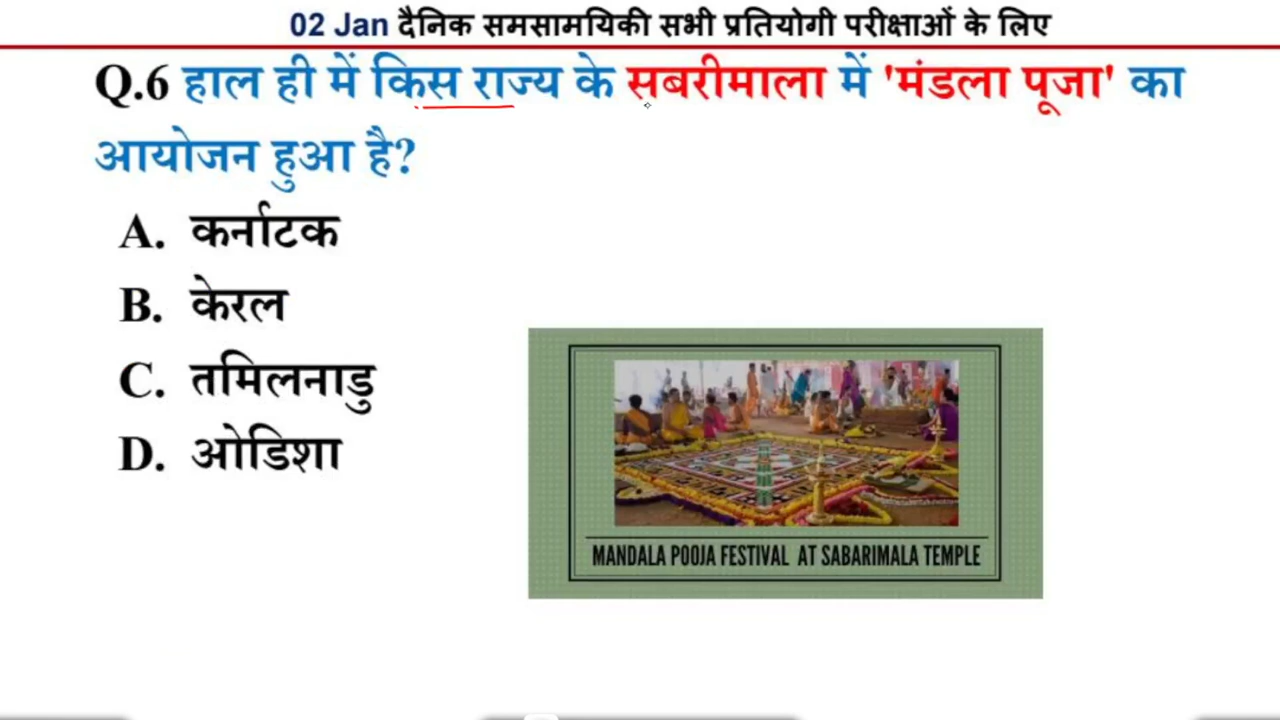 02 Jan दैनिक समसामयिकी सभी प्रतियोगी परीक्षाओं के लिए
Q.6 हाल ही में किस राज्य के सबरीमाला में 'मंडला पूजा' का
आयोजन हुआ है?
A. कर्नाटक
B. केरल
C. तमिलनाडु
D. ओडिशा
MANDALA POOJA FESTIVAL AT SABARIMALA TEMPLE